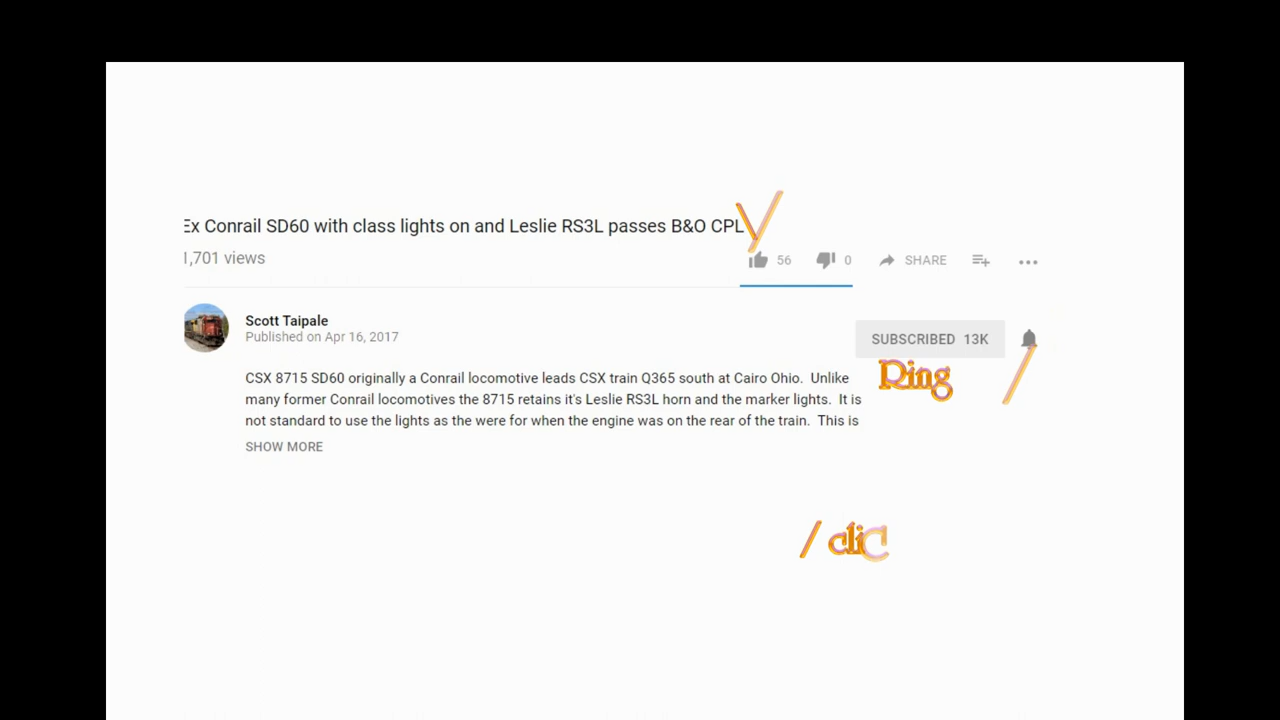 Ex Conrail SD60 with class lights on and Leslie RS3L passes B&O CPL
1,701 views
56 0 SHARE
Scott Taipale
Published on Apr 16, 2017
SUBSCRIBED 13K
Ring
CSX 8715 SD60 originally a Conrail locomotive leads CSX train Q365 south at Cairo Ohio. Unlike
many former Conrail locomotives the 8715 retains it's Leslie RS3L horn and the marker lights. It is
not standard to use the lights as the were for when the engine was on the rear of the train. This is
SHOW MORE
/ cliC